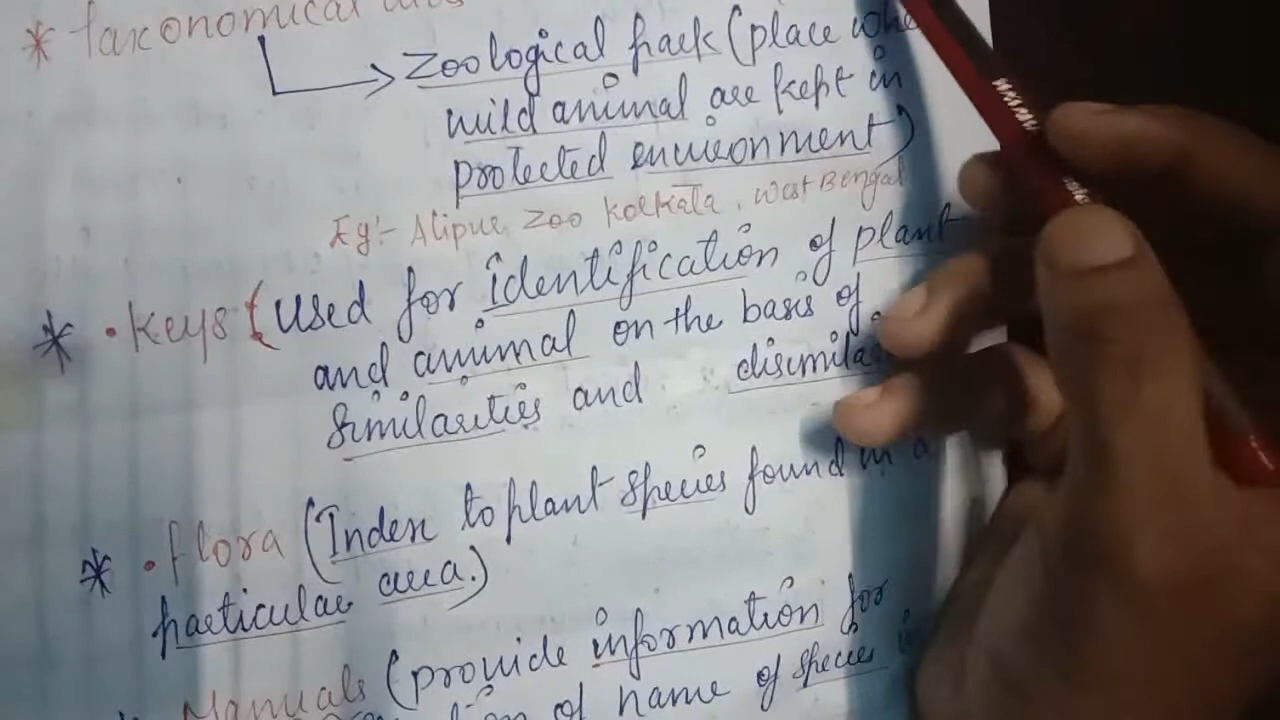 * Taxonomical aids
Zoological park (place where
wild animal are kept in
protected environment)
Eg:- Alipur Zoo Kolkata, West Bengal
* • Keys (used for identification of plant
and animal on the basis of
similarities and
* • flora (Index to plant species found in a
particular area.)
Manuals (provide information for
of name of species